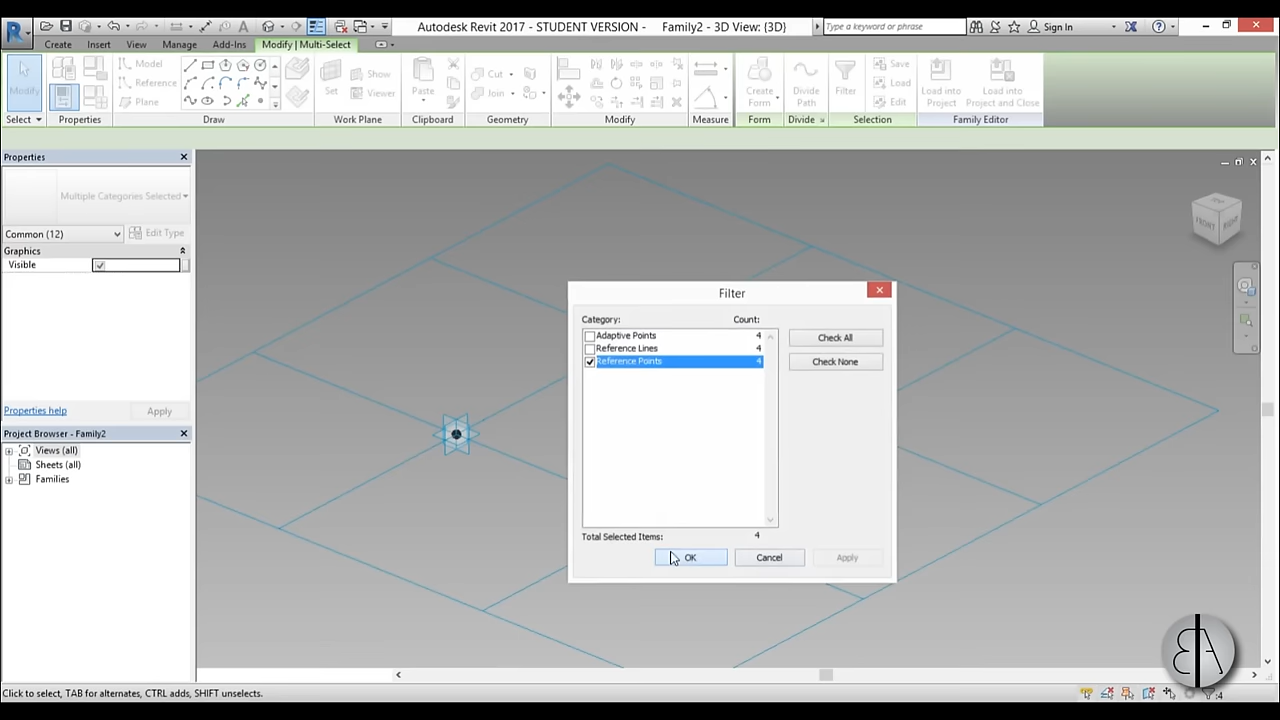 Autodesk Revit 2017 - STUDENT VERSION - Family2 - 3D View: {3D}
Type a keyword or phrase
Sign In
Create Insert View Manage Add-Ins Modify | Multi-Select
Modify
Model
Reference
Plane
Set
Show
Viewer
Paste
Cut
Join
Create
Form
Divide
Path
Filter
Save
Load
Edit
Load into
Project
Load into
Project and Close
Select Properties Draw Work Plane Clipboard Geometry Modify Measure Form Divide Selection Family Editor
Properties
Multiple Categories Selected
Common (12)
Edit Type
Graphics
Visible
TOP
FRONT
RIGHT
Filter
Category: Count:
Adaptive Points 4
Reference Lines 4
Reference Points 4
Check All
Check None
Total Selected Items: 4
OK Cancel Apply
Properties help
Apply
Project Browser - Family2
Views (all)
Sheets (all)
Families
Click to select, TAB for alternates, CTRL adds, SHIFT unselects.
:4